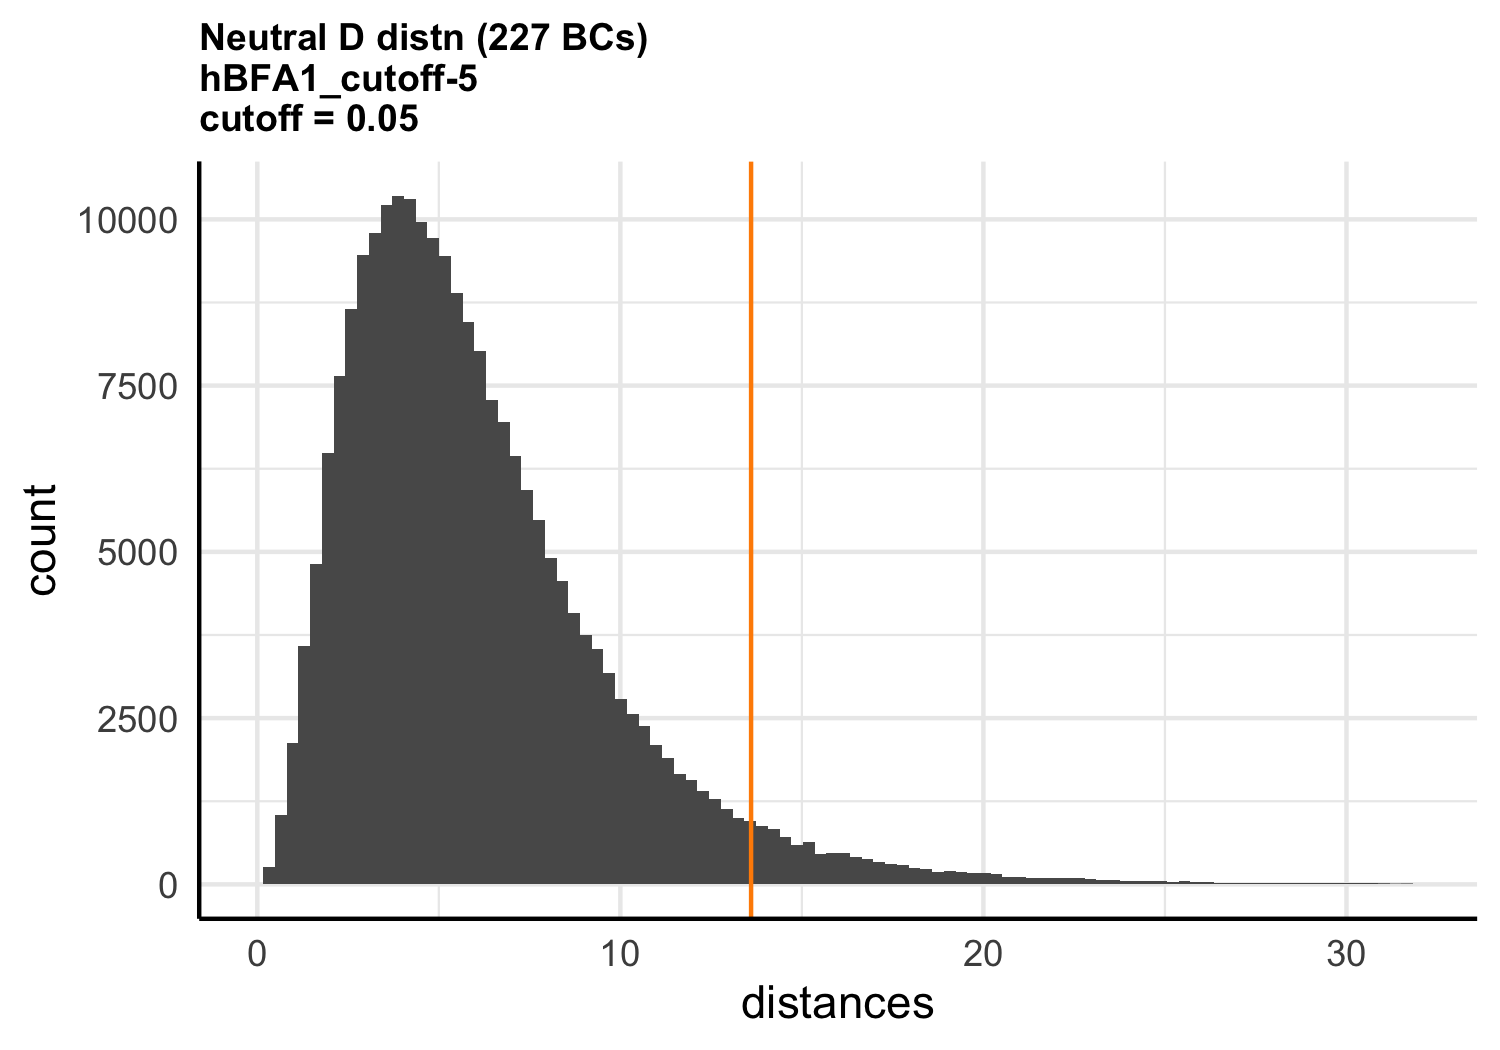 Neutral D distn (227 BCs)
hBFA1_cutoff-5
cutoff = 0.05
10000
7500
5000
2500
0
count
0 10 20 30
distances